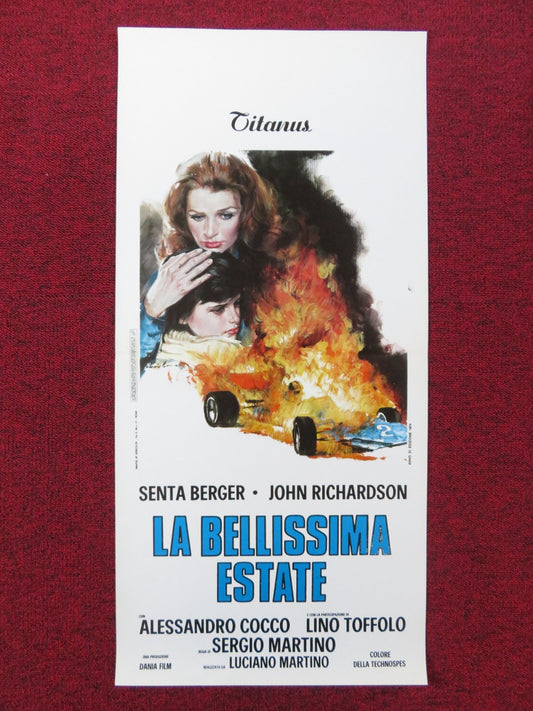 Titanus
2
SENTA BERGER • JOHN RICHARDSON
LA BELLISSIMA
ESTATE
CON ALESSANDRO COCCO E CON LA PARTECIPAZIONE DI LINO TOFFOLO
REGIA DI SERGIO MARTINO
UNA PRODUZIONE DANIA FILM
REALIZZATA DA LUCIANO MARTINO
COLORE DELLA TECHNOSPES